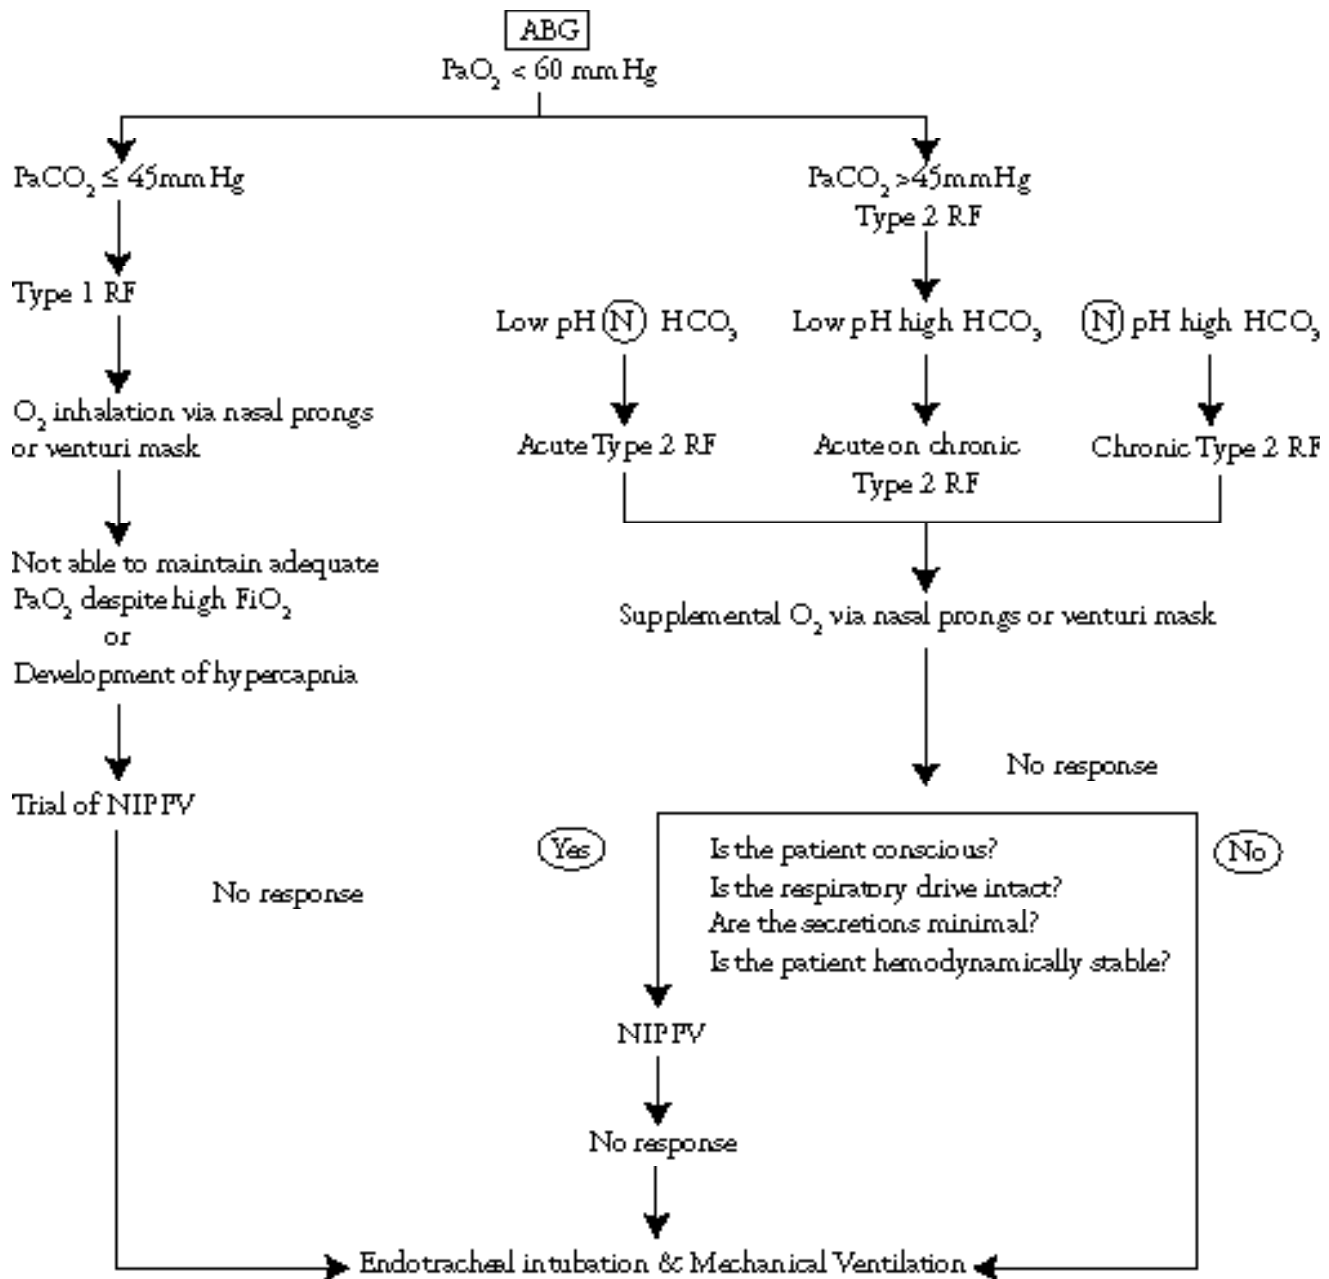 ABG
PaO₂ < 60 mm Hg
PaCO₂ ≤ 45mm Hg
PaCO₂ >45mmHg
Type 2 RF
Type 1 RF
Low pH N HCO₃
Low pH high HCO₃
N pH high HCO₃
O₂ inhalation via nasal prongs
or venturi mask
Acute Type 2 RF
Acute on chronic
Type 2 RF
Chronic Type 2 RF
Not able to maintain adequate
PaO₂ despite high FiO₂
or
Development of hypercapnia
Supplemental O₂ via nasal prongs or venturi mask
No response
Trial of NIPPV
No response
Yes
Is the patient conscious?
Is the respiratory drive intact?
Are the secretions minimal?
Is the patient hemodynamically stable?
No
NIPPV
No response
Endotracheal intubation & Mechanical Ventilation